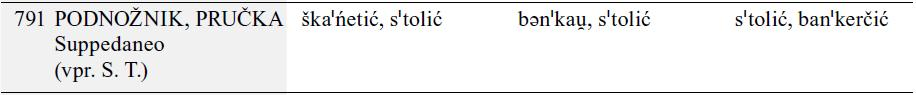 791 PODNOŽNIK, PRUČKA ška'ńetić, s'tolić bən'kau̯, s'tolić s'tolić, ban'kerčić
Suppedaneo
(vpr. S. T.)